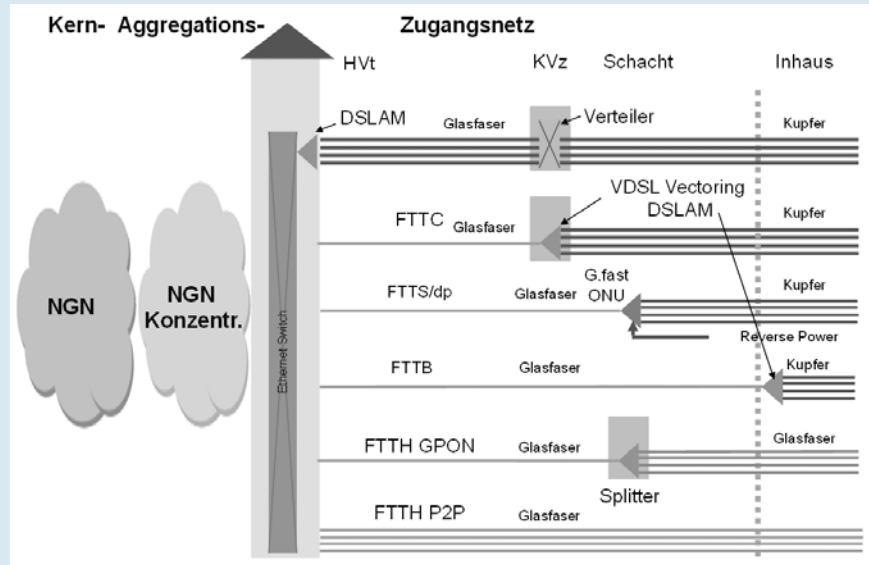 Kern- Aggregations- Zugangsnetz
HVt KVz Schacht Inhaus
DSLAM Glasfaser Verteiler Kupfer
VDSL Vectoring
DSLAM
FTTC Glasfaser Kupfer
G.fast
ONU
FTTS/dp Glasfaser Kupfer
Reverse Power
NGN
NGN
Konzentr.
Ethernet Switch
FTTB Glasfaser Kupfer
FTTH GPON Glasfaser Glasfaser
Splitter
FTTH P2P Glasfaser